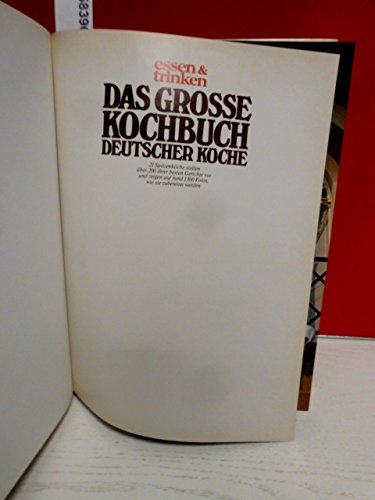 essen &
trinken
DAS GROSSE
KOCHBUCH
DEUTSCHER KÖCHE
21 Spitzenköche stellen
über 200 ihrer besten Gerichte vor
und zeigen auf rund 1300 Fotos,
wie sie zubereitet werden